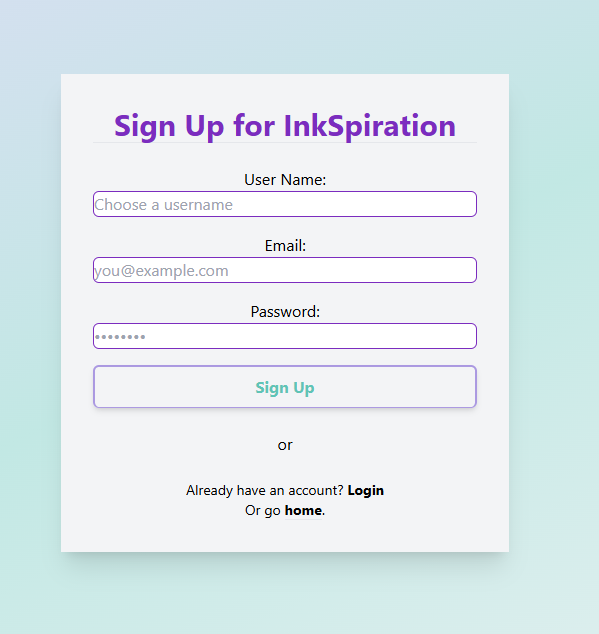 Sign Up for InkSpiration
User Name:
Choose a username
Email:
you@example.com
Password:
••••••••
Sign Up
or
Already have an account? Login
Or go home.